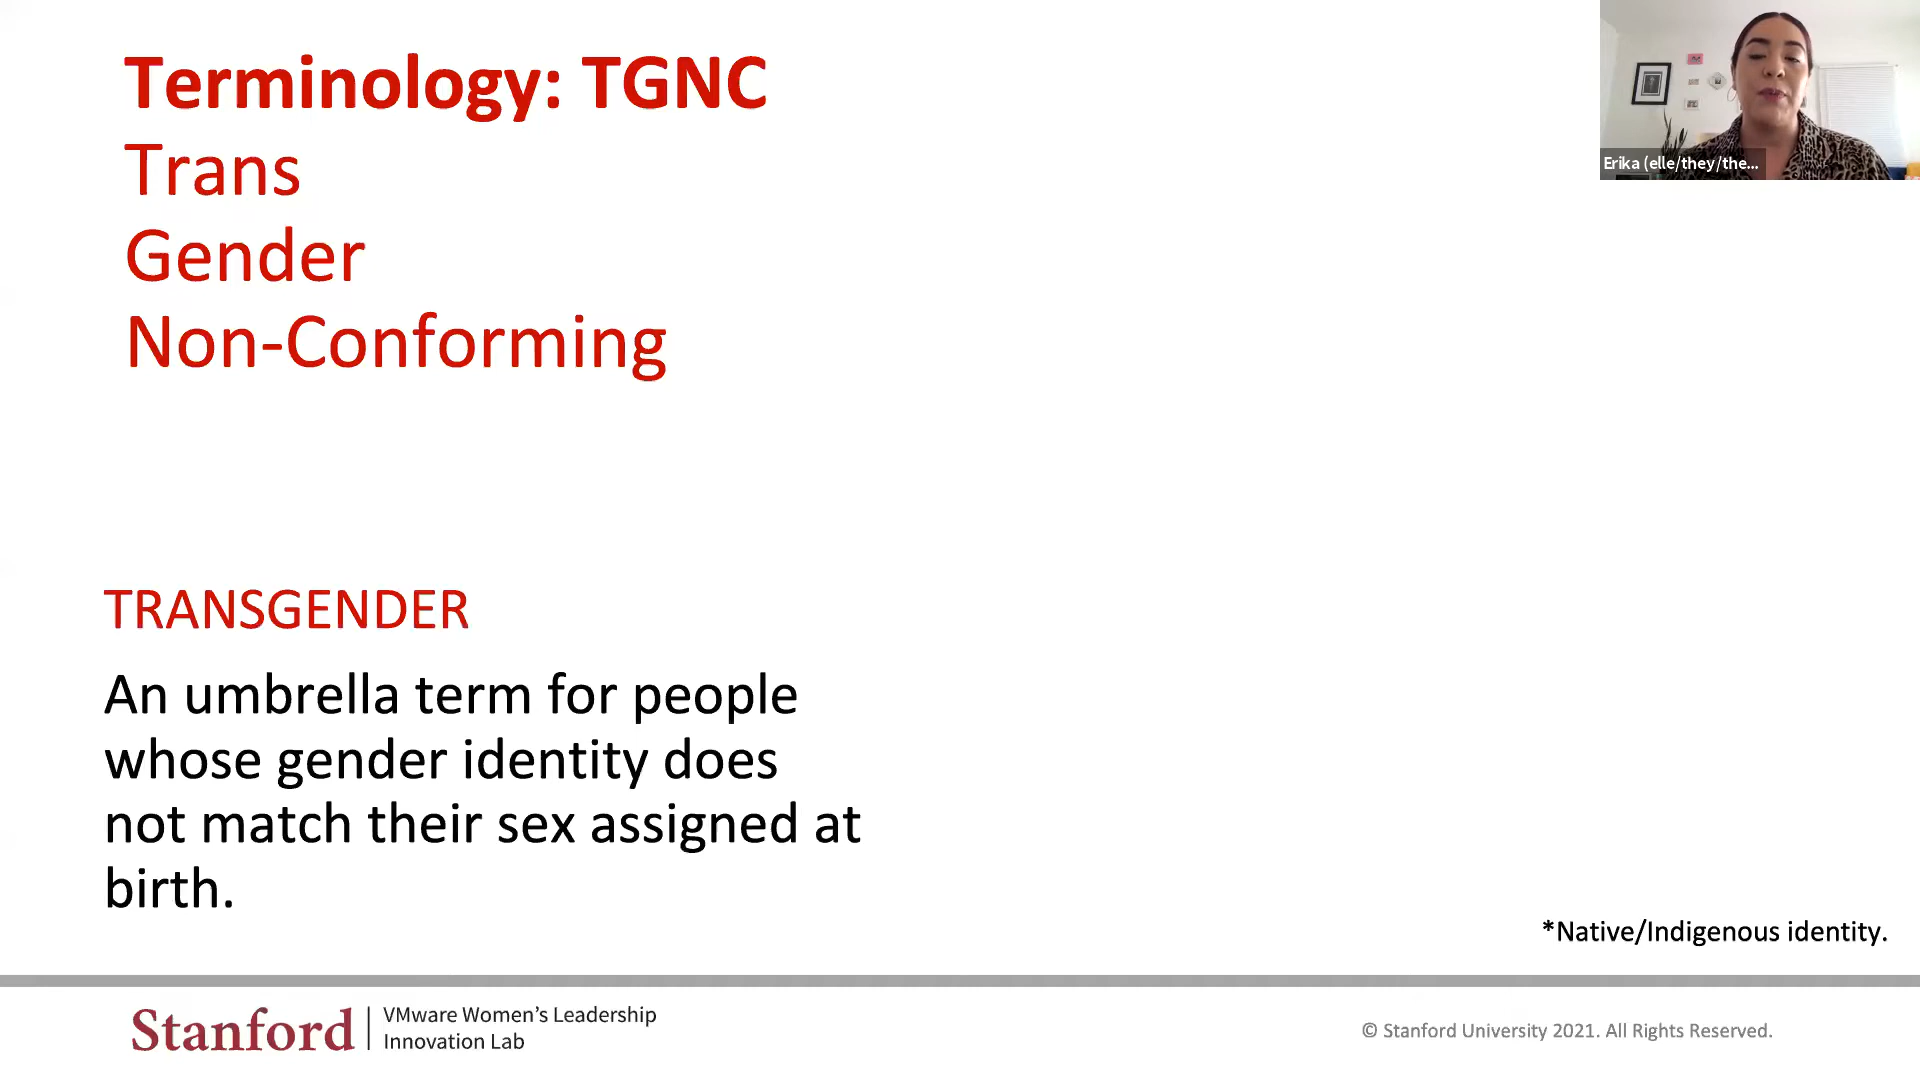 Terminology: TGNC
Trans
Gender
Non-Conforming
Erika (elle/they/the...
TRANSGENDER
An umbrella term for people
whose gender identity does
not match their sex assigned at
birth.
*Native/Indigenous identity.
Stanford
VMware Women's Leadership
Innovation Lab
© Stanford University 2021. All Rights Reserved.